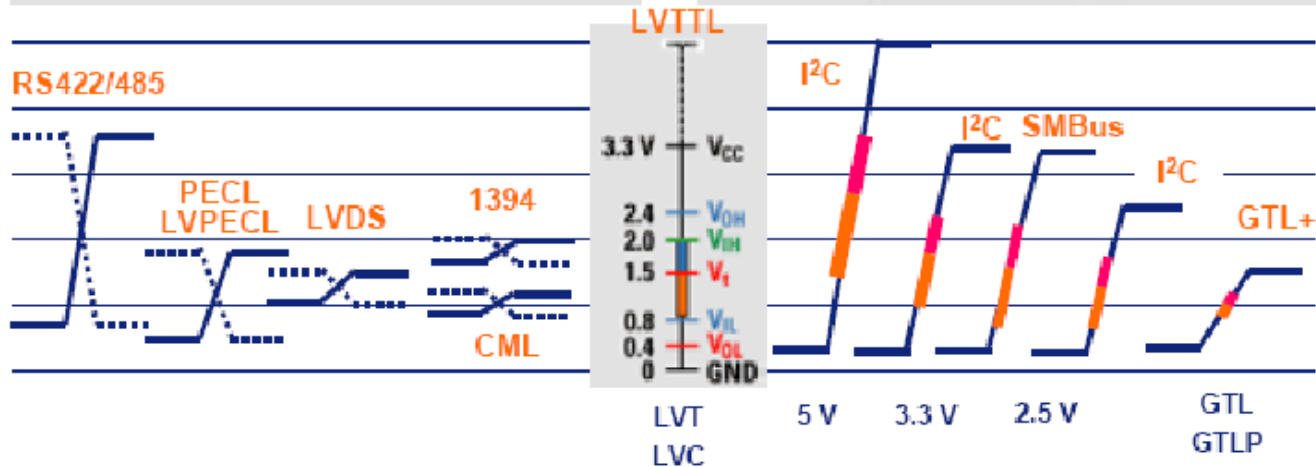 LVTTL
RS422/485
PECL
LVPECL
LVDS
1394
CML
3.3 V VCC
2.4 VOH
2.0 VIH
1.5 Vt
0.8 VIL
0.4 VOL
0 GND
LVT
LVC
I²C
I²C SMBus
I²C
GTL+
5 V
3.3 V
2.5 V
GTL
GTLP